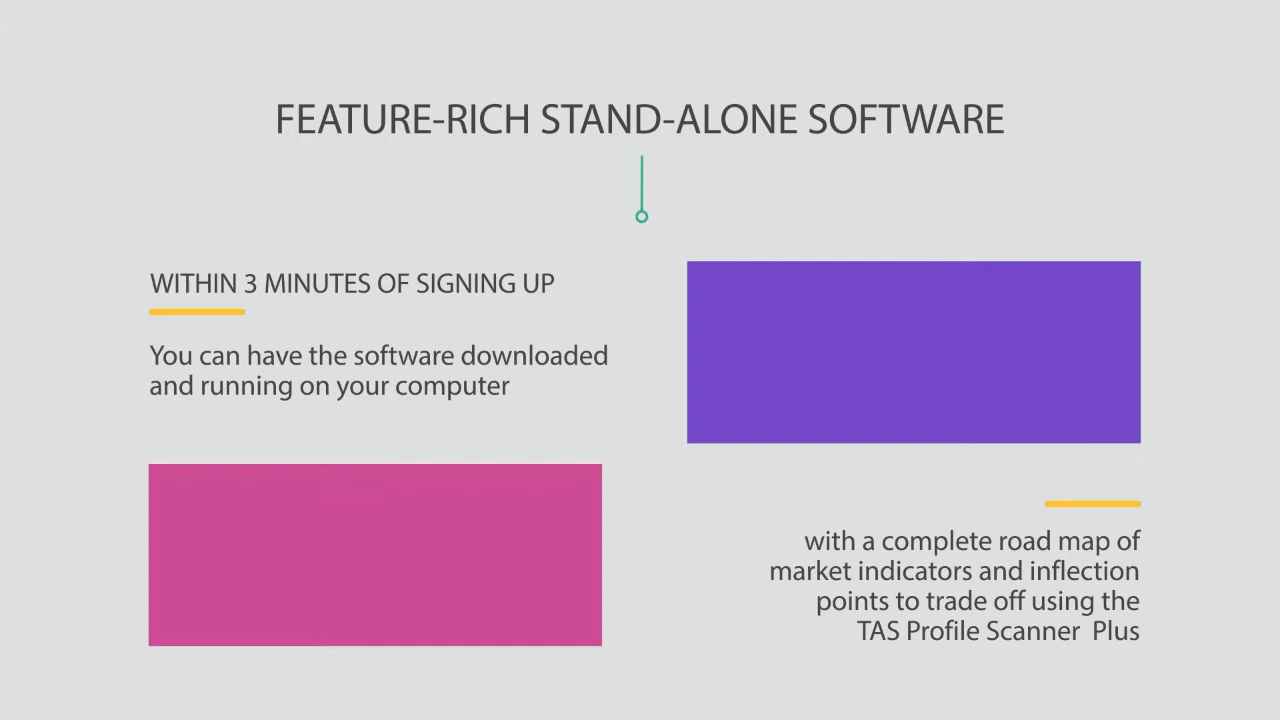 FEATURE-RICH STAND-ALONE SOFTWARE
WITHIN 3 MINUTES OF SIGNING UP
You can have the software downloaded
and running on your computer
with a complete road map of
market indicators and inflection
points to trade off using the
TAS Profile Scanner  Plus